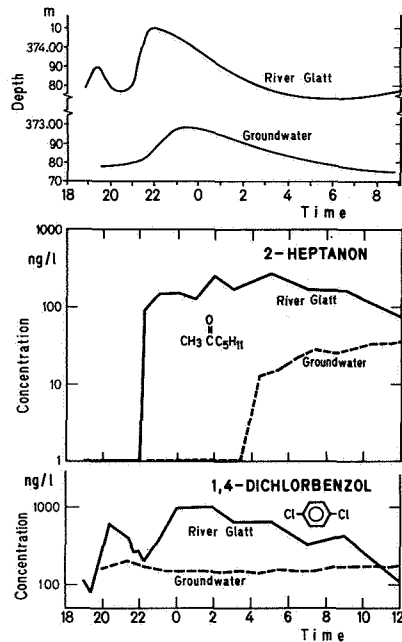 m
10
374.00
90
80
373.00
90
80
70
Depth
River Glatt
Groundwater
18 20 22 0 2 4 6 8
Time
1000
ng/l
100
10
1
Concentration
2-HEPTANON
River Glatt
O
CH₃CC₅H₁₁
Groundwater
ng/l
1000
100
Concentration
1,4-DICHLORBENZOL
Cl Cl
River Glatt
Groundwater
18 20 22 0 2 4 6 8 10 12
Time